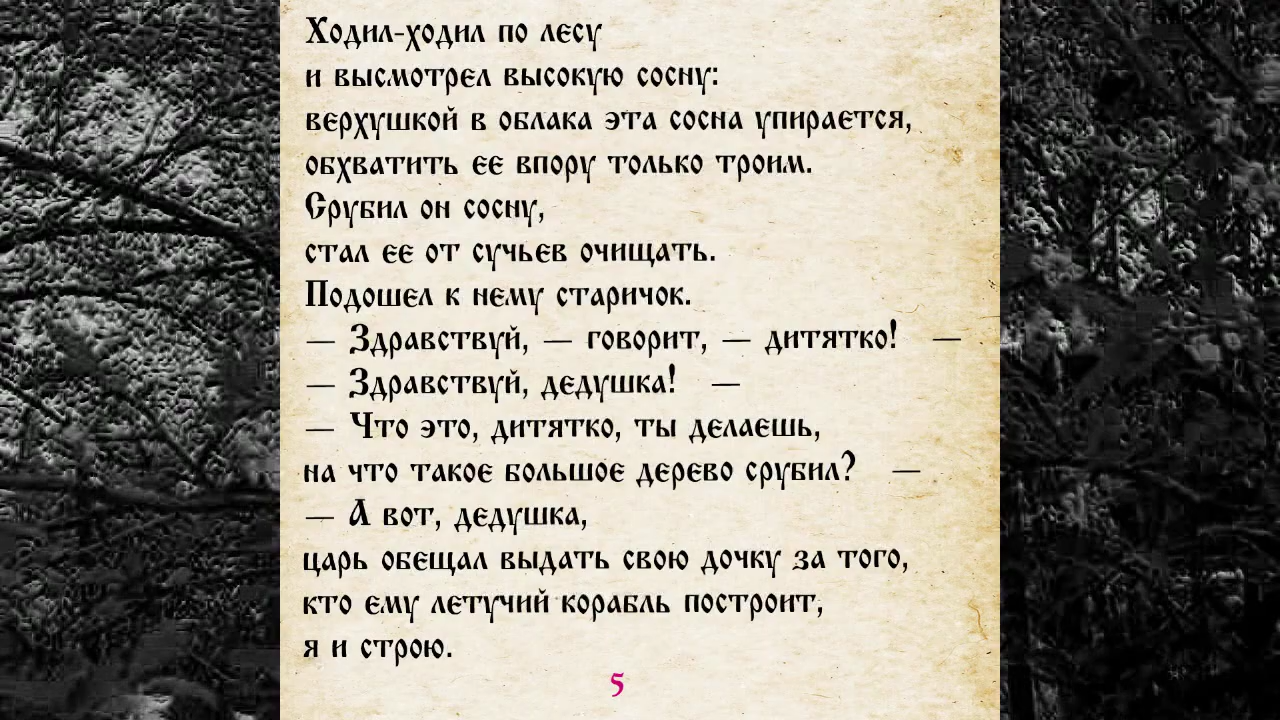 Ходил-ходил по лесу
и высмотрел высокую сосну:
верхушкой в облака эта сосна упирается,
обхватить ее впору только троим.
Срубил он сосну,
стал ее от сучьев очищать.
Подошел к нему старичок.
— Здравствуй, — говорит, — дитятко! —
— Здравствуй, дедушка! —
— Что это, дитятко, ты делаешь,
на что такое большое дерево срубил? —
— А вот, дедушка,
царь обещал выдать свою дочку за того,
кто ему летучий корабль построит,
я и строю.
5